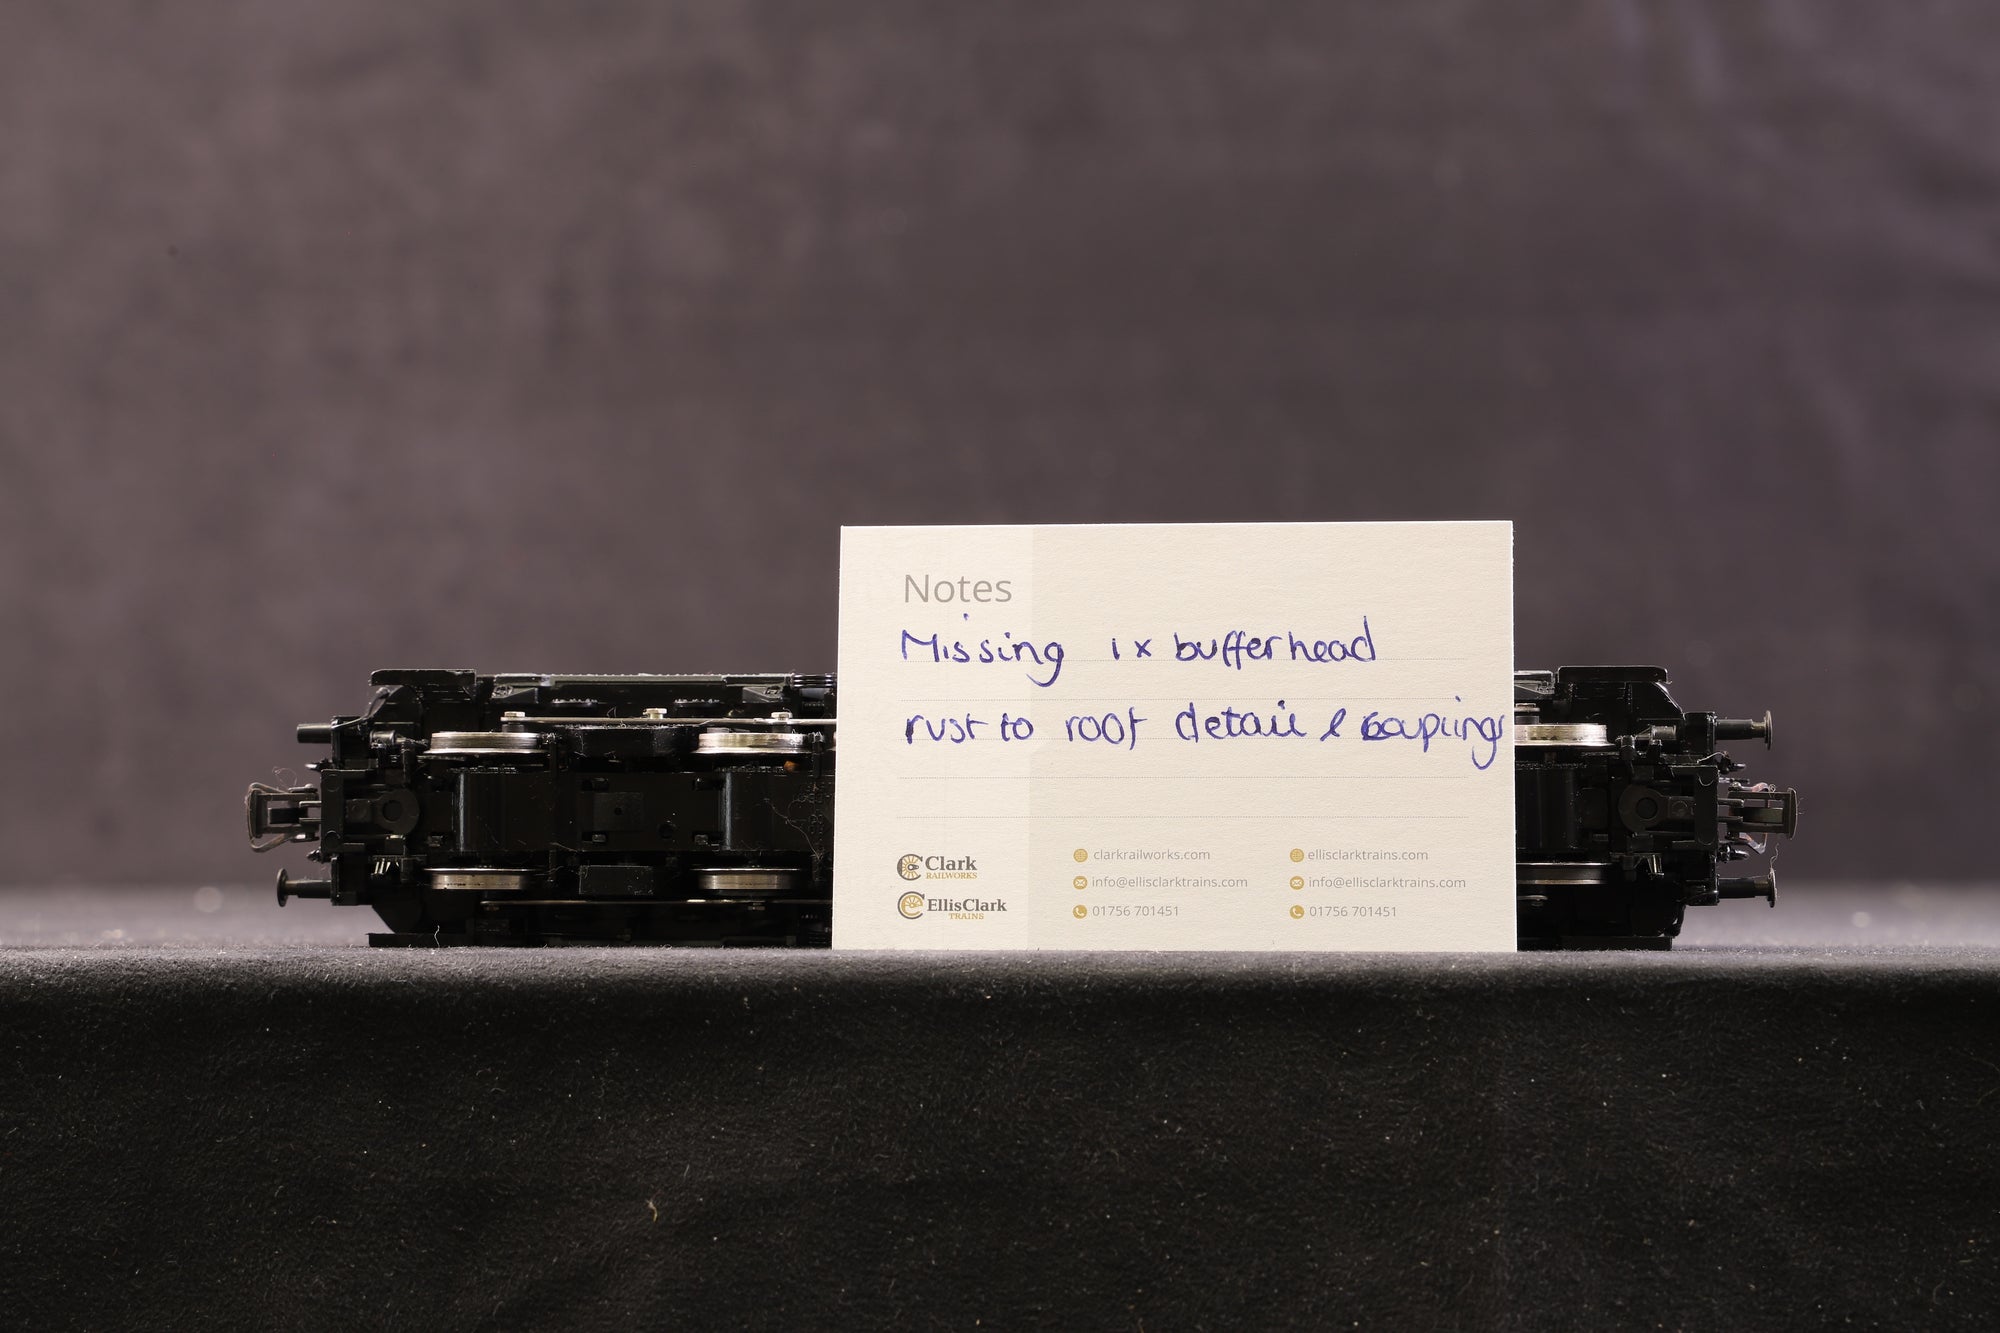 Notes
Missing 1x bufferhead
rust to roof detail & couplings
Clark
RAILWORKS
EllisClark
TRAINS
clarkrailworks.com
info@ellisclarktrains.com
01756 701451
ellisclarktrains.com
info@ellisclarktrains.com
01756 701451